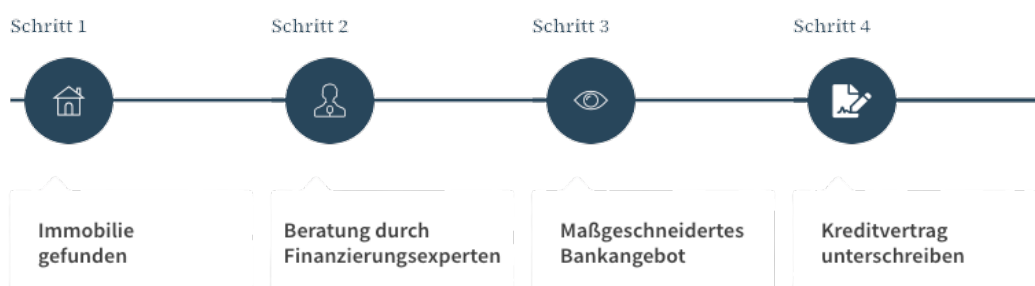 Schritt 1
Schritt 2
Schritt 3
Schritt 4
Immobilie
gefunden
Beratung durch
Finanzierungsexperten
Maßgeschneidertes
Bankangebot
Kreditvertrag
unterschreiben